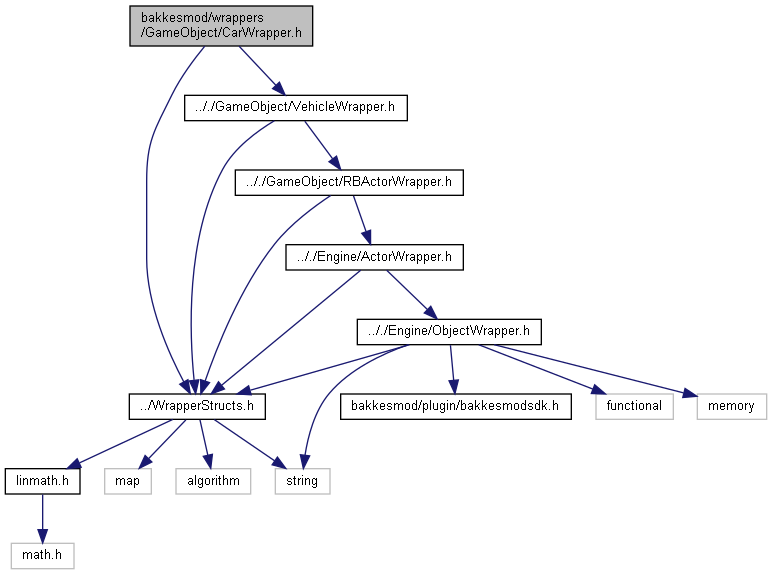 bakkesmod/wrappers
/GameObject/CarWrapper.h
.././GameObject/VehicleWrapper.h
.././GameObject/RBActorWrapper.h
.././Engine/ActorWrapper.h
.././Engine/ObjectWrapper.h
../WrapperStructs.h
bakkesmod/plugin/bakkesmodsdk.h
functional
memory
linmath.h
map
algorithm
string
math.h